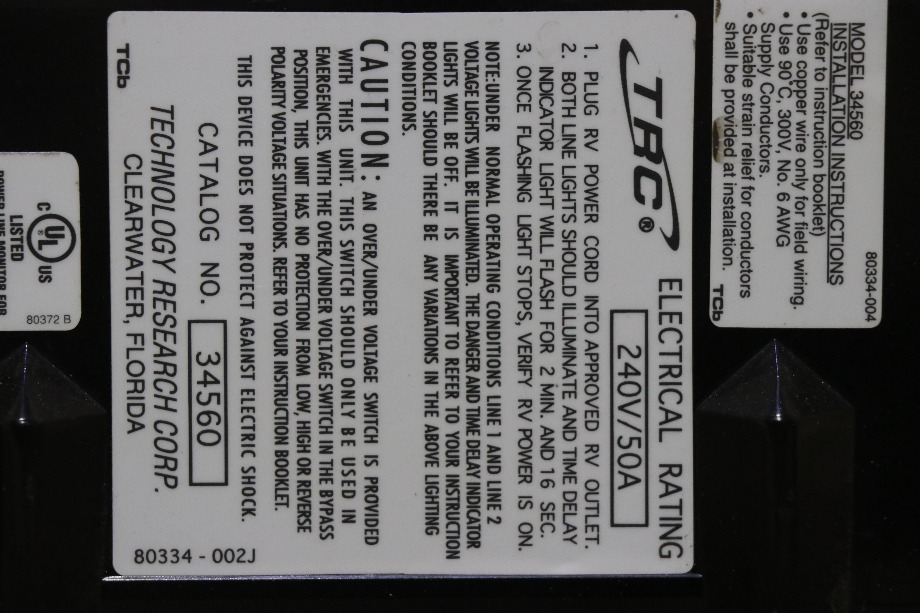 MODEL 34560
INSTALLATION INSTRUCTIONS
(Refer to instruction booklet)
• Use copper wire only for field wiring.
• Use 90°C, 300V, No. 6 AWG
Supply Conductors.
• Suitable strain relief for conductors
shall be provided at installation.
80334-004
TCb
TRC® ELECTRICAL RATING
240V/50A
1. PLUG RV POWER CORD INTO APPROVED RV OUTLET.
2. BOTH LINE LIGHTS SHOULD ILLUMINATE AND TIME DELAY
INDICATOR LIGHT WILL FLASH FOR 2 MIN. AND 16 SEC.
3. ONCE FLASHING LIGHT STOPS, VERIFY RV POWER IS ON.
NOTE:UNDER NORMAL OPERATING CONDITIONS LINE 1 AND LINE 2
VOLTAGE LIGHTS WILL BE ILLUMINATED. THE DANGER AND TIME DELAY INDICATOR
LIGHTS WILL BE OFF. IT IS IMPORTANT TO REFER TO YOUR INSTRUCTION
BOOKLET SHOULD THERE BE ANY VARIATIONS IN THE ABOVE LIGHTING
CONDITIONS.
CAUTION: AN OVER/UNDER VOLTAGE SWITCH IS PROVIDED
WITH THIS UNIT. THIS SWITCH SHOULD ONLY BE USED IN
EMERGENCIES. WITH THE OVER/UNDER VOLTAGE SWITCH IN THE BYPASS
POSITION, THIS UNIT HAS NO PROTECTION FROM LOW, HIGH OR REVERSE
POLARITY VOLTAGE SITUATIONS. REFER TO YOUR INSTRUCTION BOOKLET.
THIS DEVICE DOES NOT PROTECT AGAINST ELECTRIC SHOCK.
CATALOG NO. 34560
TECHNOLOGY RESEARCH CORP.
CLEARWATER, FLORIDA
TCb
80334 - 002J
C UL US
LISTED
POWER LINE MONITOR FOR
80372 B